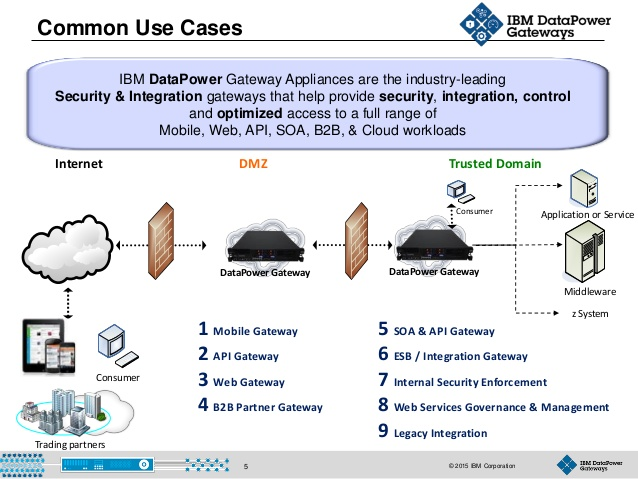 Common Use Cases
IBM DataPower
Gateways
IBM DataPower Gateway Appliances are the industry-leading
Security & Integration gateways that help provide security, integration, control
and optimized access to a full range of
Mobile, Web, API, SOA, B2B, & Cloud workloads
Internet
DMZ
Trusted Domain
Consumer
Application or Service
DataPower Gateway
DataPower Gateway
Middleware
z System
Consumer
Trading partners
1 Mobile Gateway
2 API Gateway
3 Web Gateway
4 B2B Partner Gateway
5 SOA & API Gateway
6 ESB / Integration Gateway
7 Internal Security Enforcement
8 Web Services Governance & Management
9 Legacy Integration
5
© 2015 IBM Corporation
IBM DataPower
Gateways